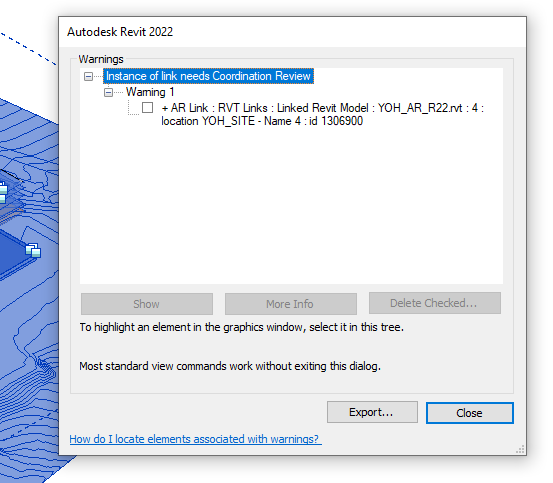 Autodesk Revit 2022
Warnings
Instance of link needs Coordination Review
Warning 1
+ AR Link : RVT Links : Linked Revit Model : YOH_AR_R22.rvt : 4 :
location YOH_SITE - Name 4 : id 1306900
Show More Info Delete Checked...
To highlight an element in the graphics window, select it in this tree.
Most standard view commands work without exiting this dialog.
Export... Close
How do I locate elements associated with warnings?